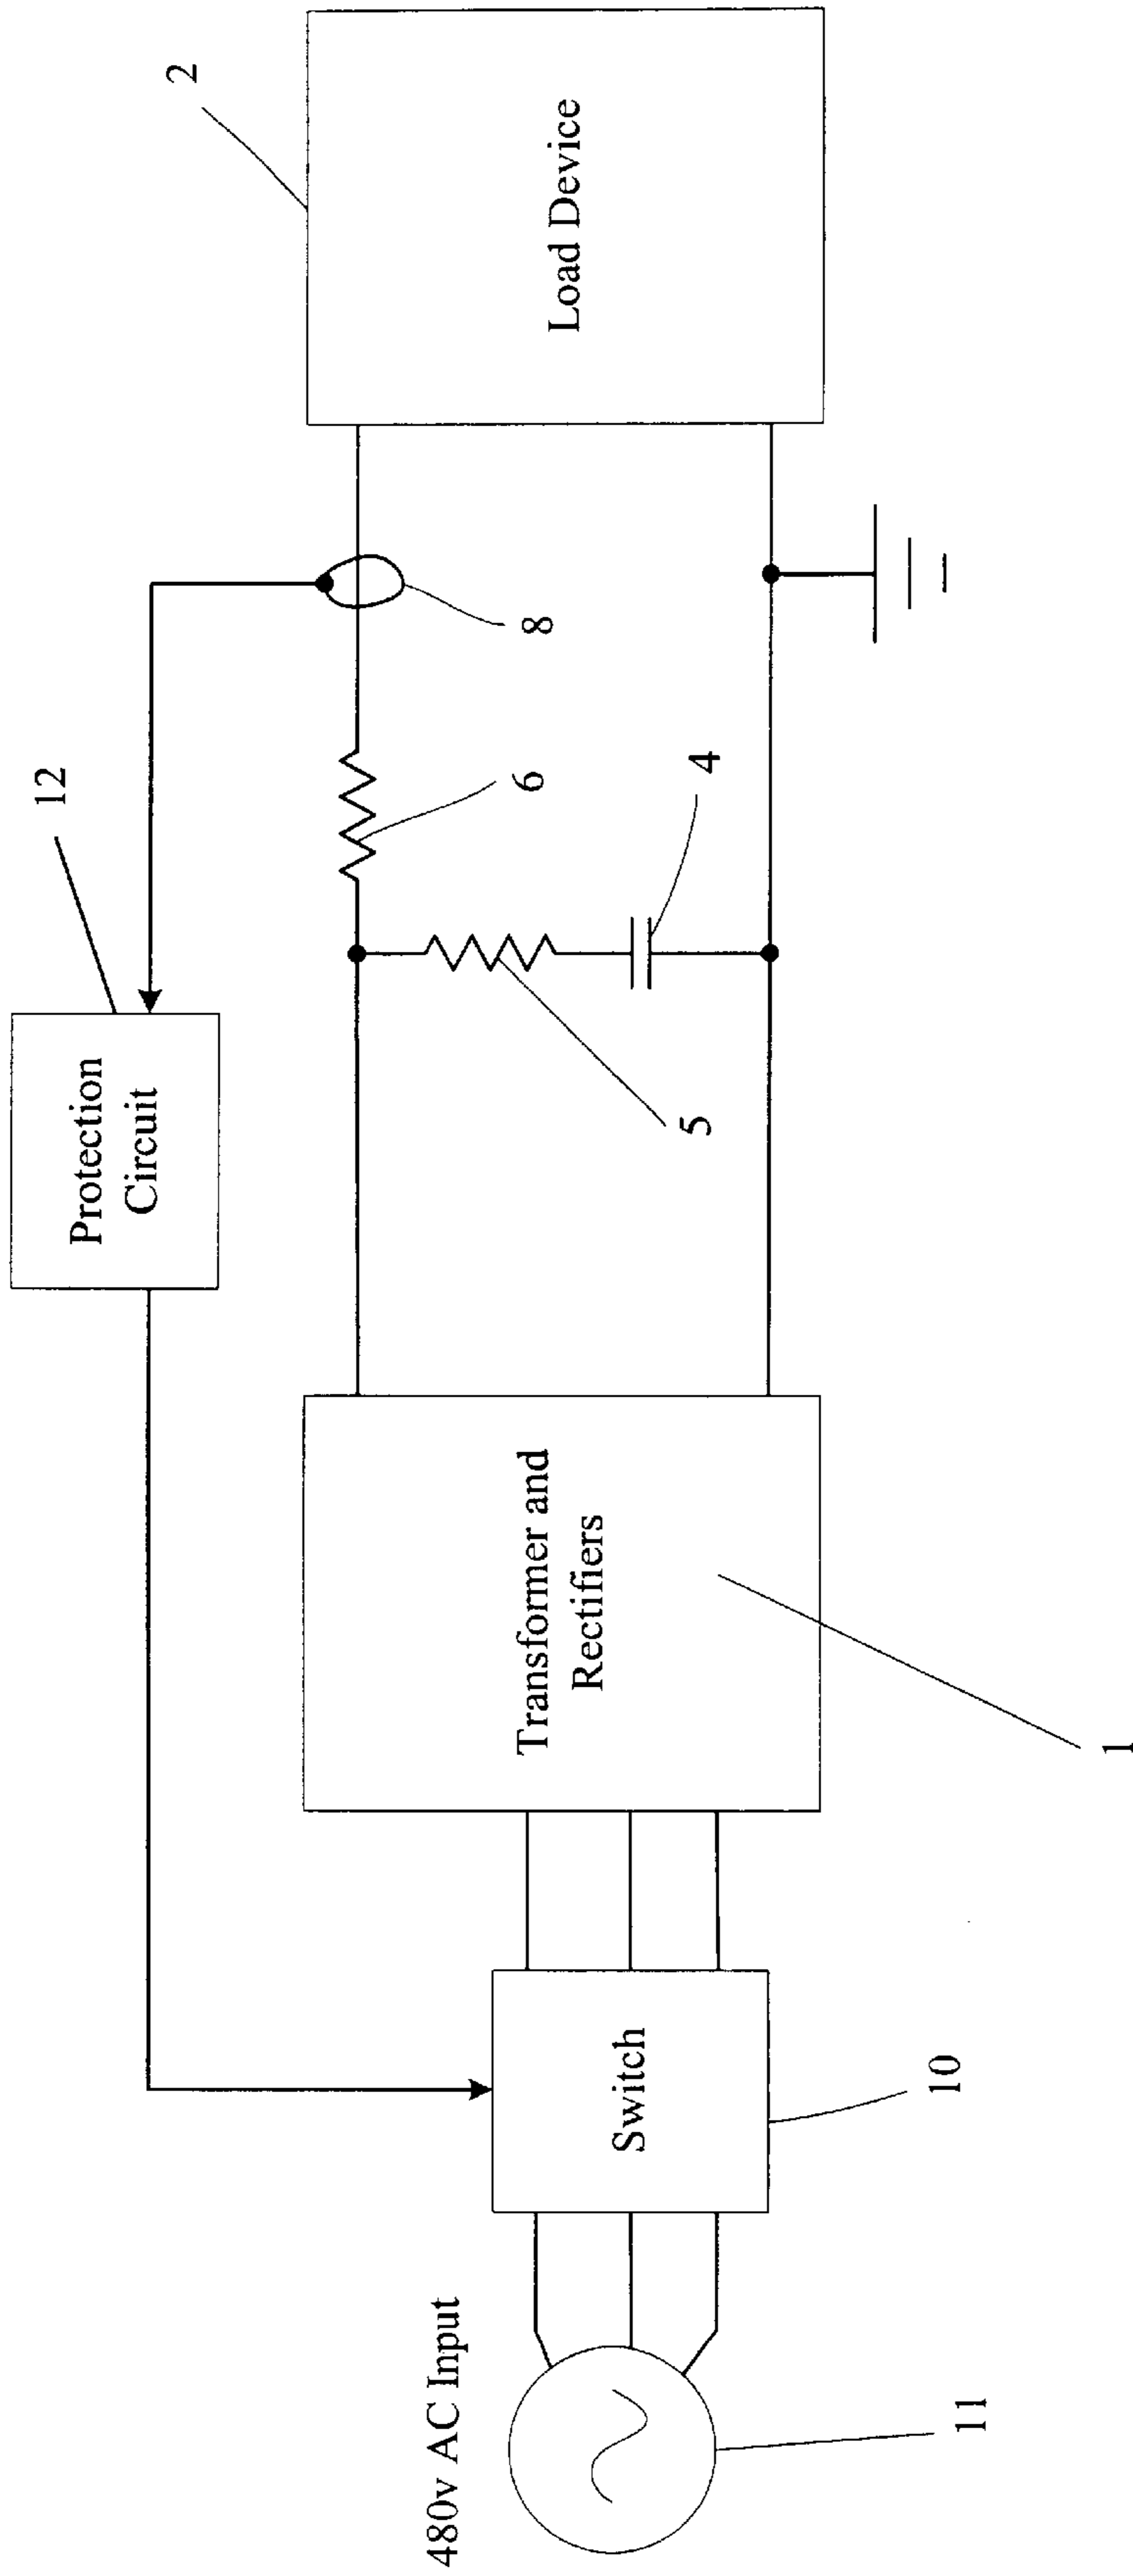 12
Protection
Circuit
2
Load Device
8
6
4
5
Transformer and
Rectifiers
1
Switch
10
480v AC Input
11